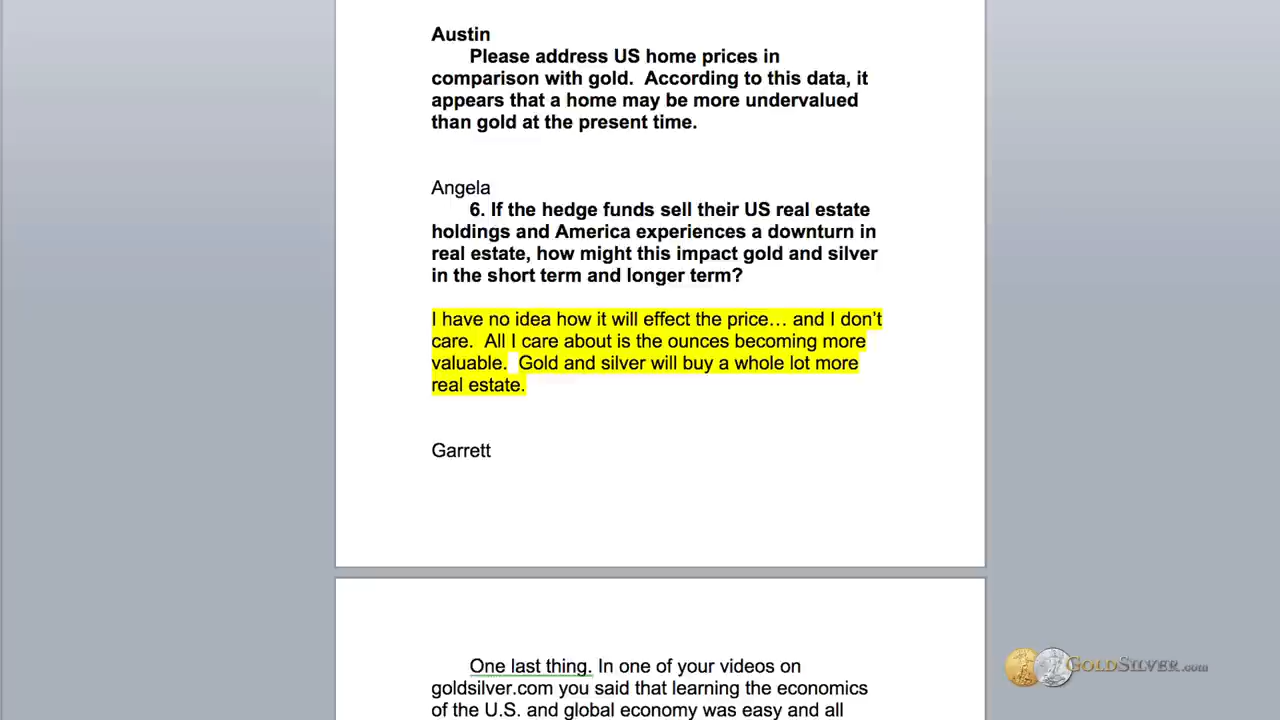 Austin
Please address US home prices in
comparison with gold.  According to this data, it
appears that a home may be more undervalued
than gold at the present time.
Angela
6. If the hedge funds sell their US real estate
holdings and America experiences a downturn in
real estate, how might this impact gold and silver
in the short term and longer term?
I have no idea how it will effect the price… and I don’t
care.  All I care about is the ounces becoming more
valuable.  Gold and silver will buy a whole lot more
real estate.
Garrett
One last thing. In one of your videos on
goldsilver.com you said that learning the economics
of the U.S. and global economy was easy and all
GOLDSILVER.com